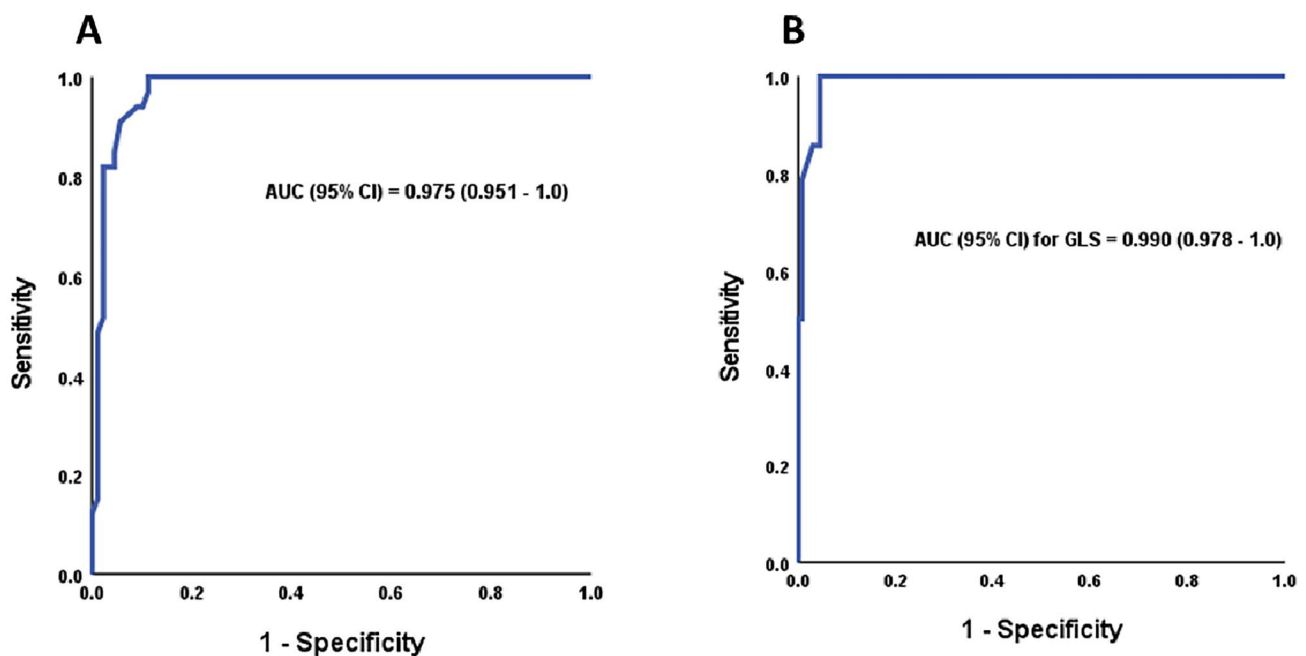 A
1.0
0.8
0.6
0.4
0.2
0.0
Sensitivity
AUC (95% CI) = 0.975 (0.951 - 1.0)
0.0 0.2 0.4 0.6 0.8 1.0
1 - Specificity
B
1.0
0.8
0.6
0.4
0.2
0.0
Sensitivity
AUC (95% CI) for GLS = 0.990 (0.978 - 1.0)
0.0 0.2 0.4 0.6 0.8 1.0
1 - Specificity